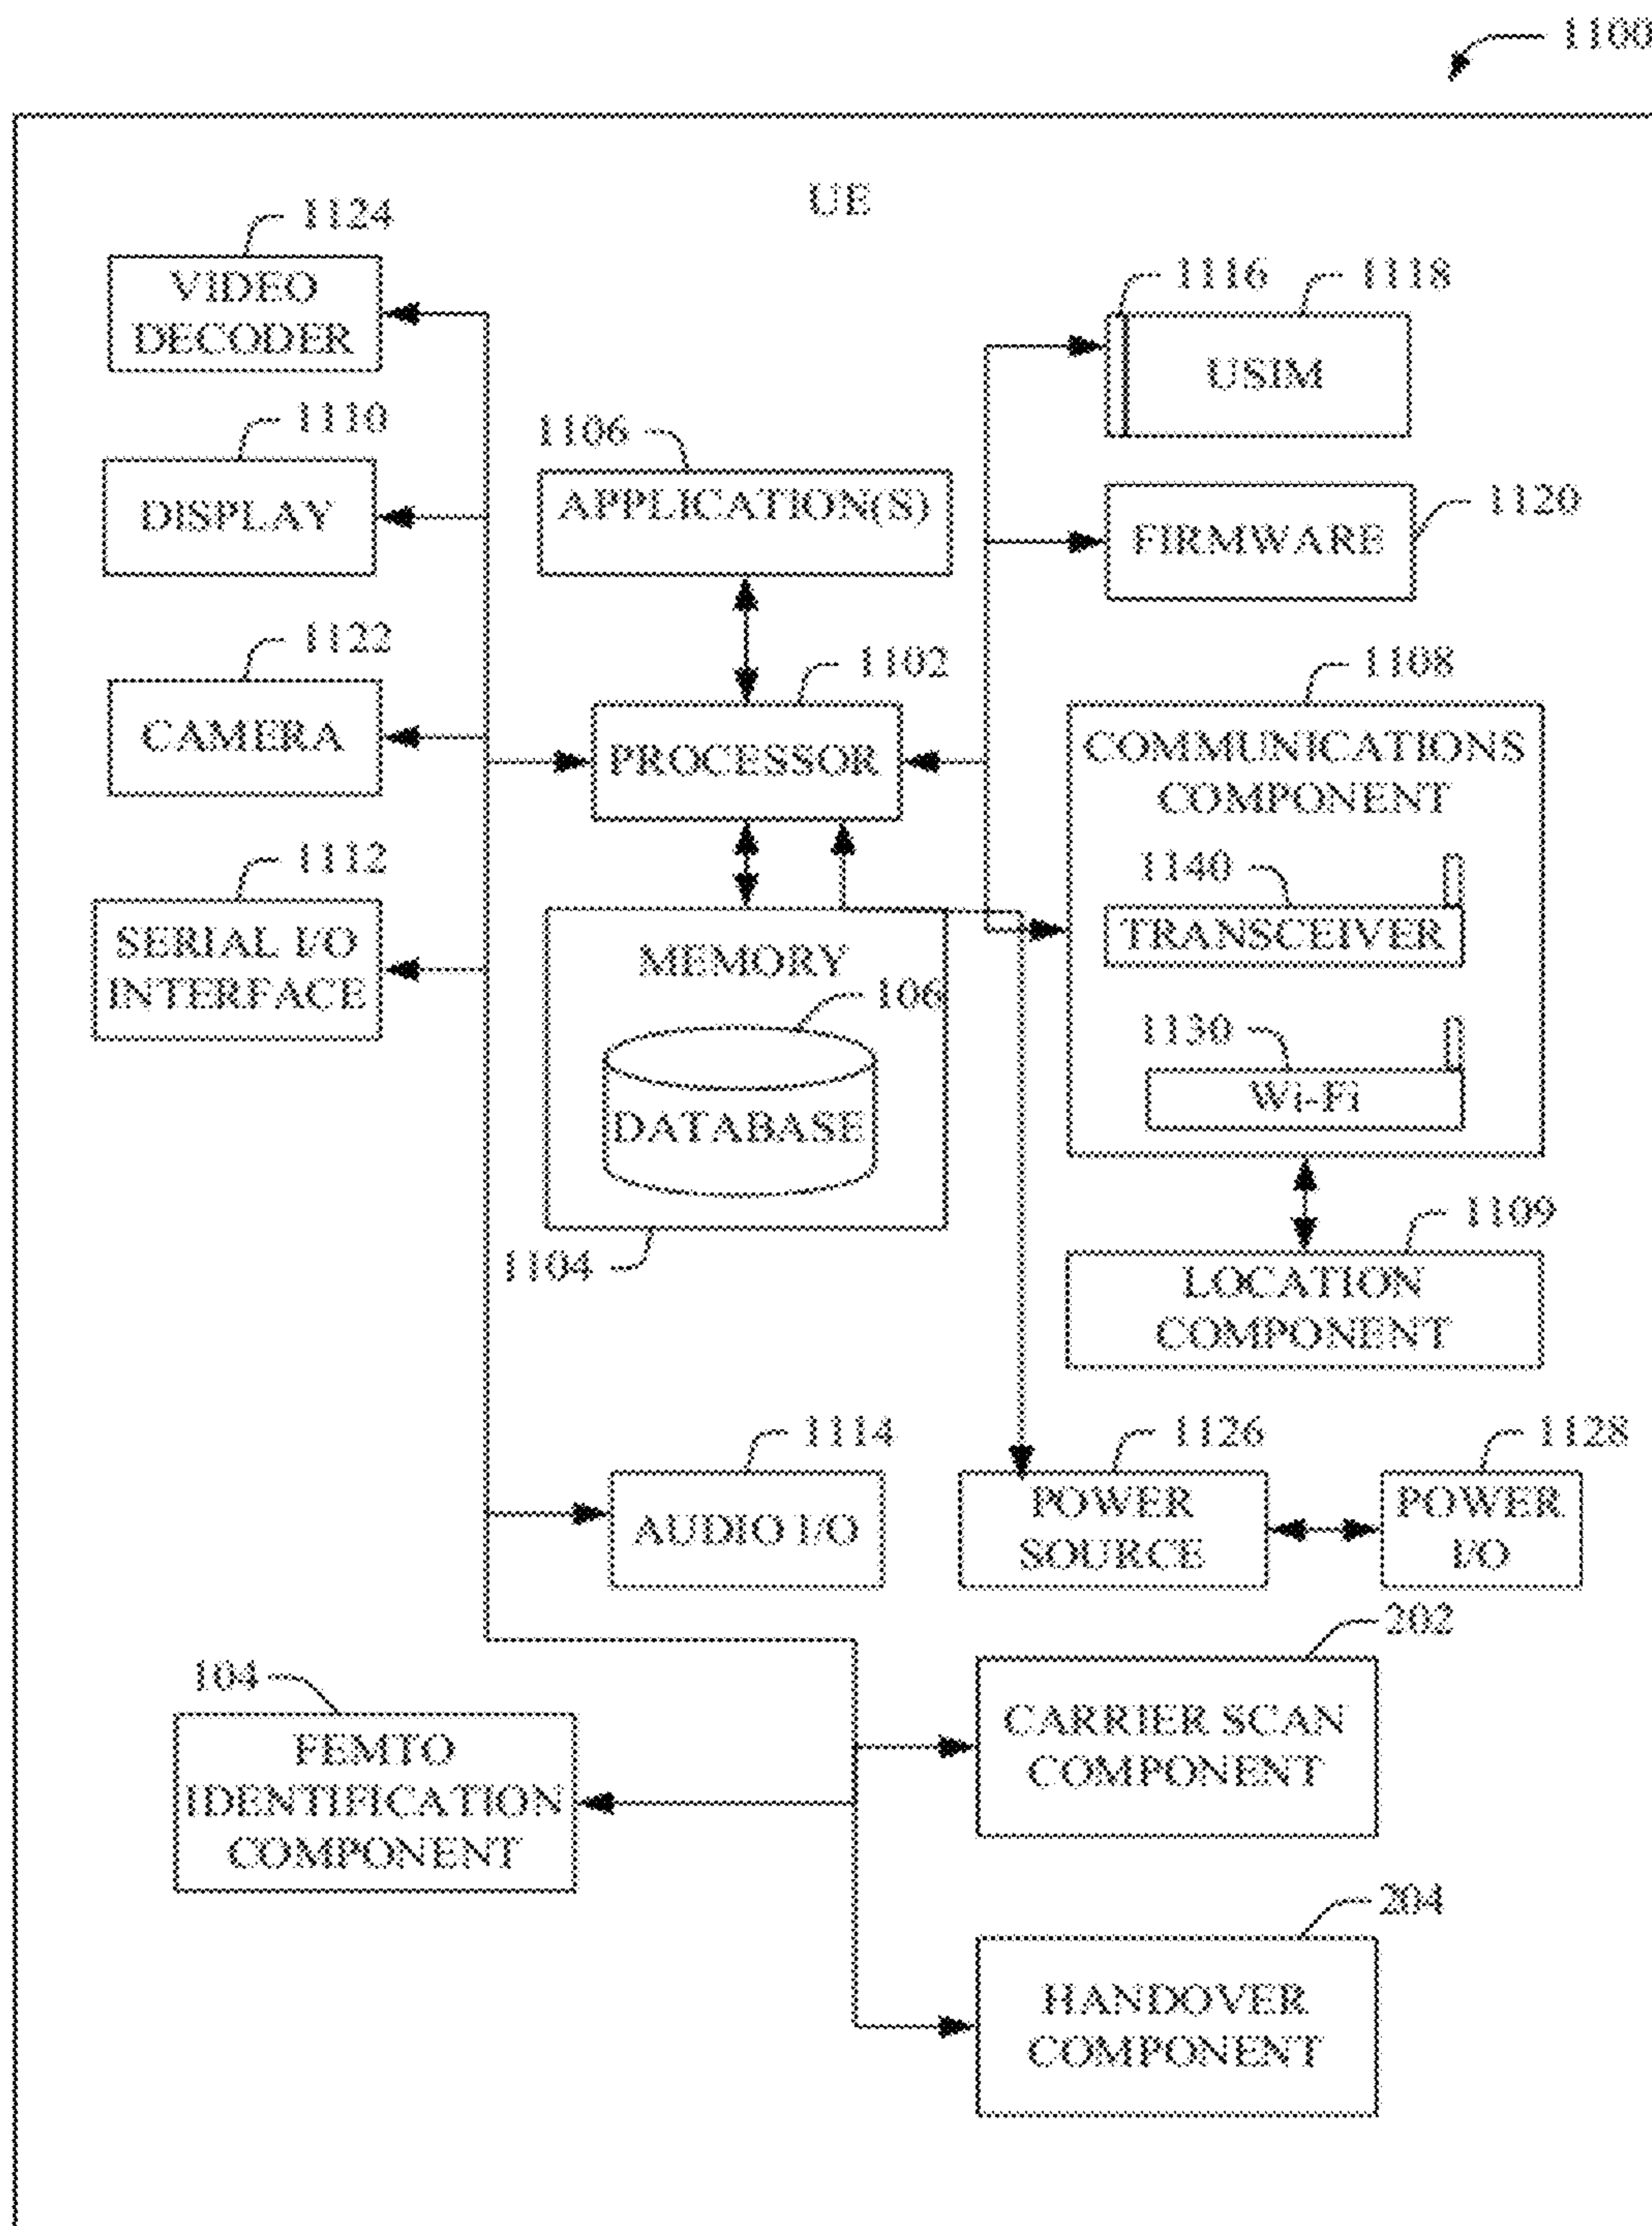 1100
UE
1124
VIDEO
DECODER
1116
1118
USIM
1110
DISPLAY
1106
APPLICATION(S)
1120
FIRMWARE
1122
CAMERA
1102
PROCESSOR
1108
COMMUNICATIONS
COMPONENT
1140
TRANSCEIVER
1130
Wi-Fi
1112
SERIAL I/O
INTERFACE
MEMORY
106
DATABASE
1104
1109
LOCATION
COMPONENT
1114
AUDIO I/O
1126
POWER
SOURCE
1128
POWER
I/O
202
CARRIER SCAN
COMPONENT
104
FEMTO
IDENTIFICATION
COMPONENT
204
HANDOVER
COMPONENT